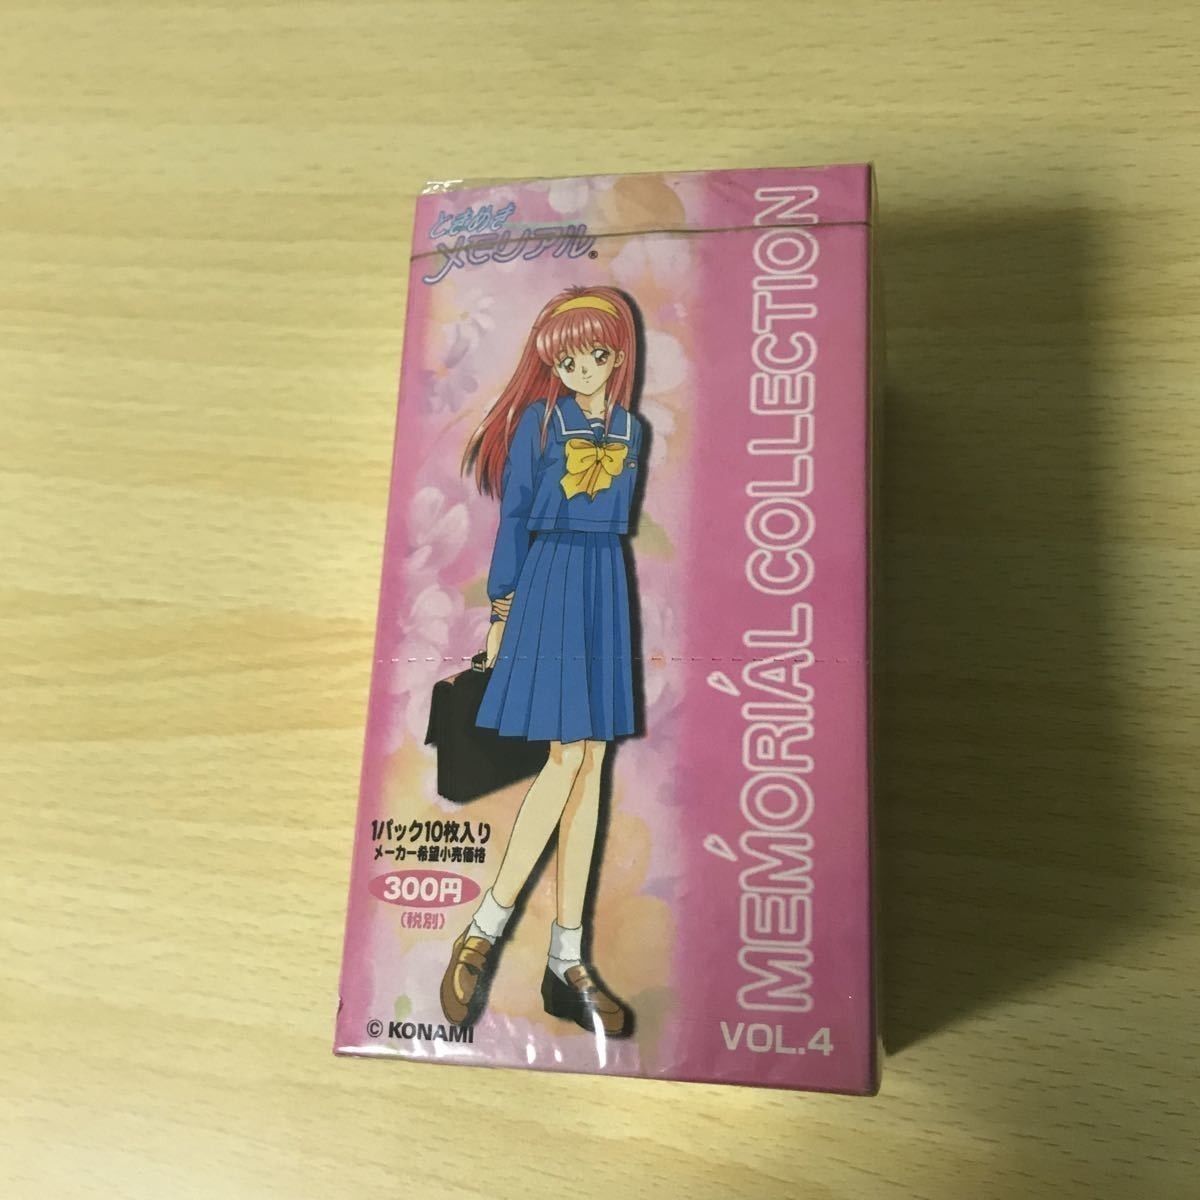 ときめき
メモリアル®
MEMORIAL COLLECTION
1パック10枚入り
メーカー希望小売価格
300円
(税別)
© KONAMI
VOL.4